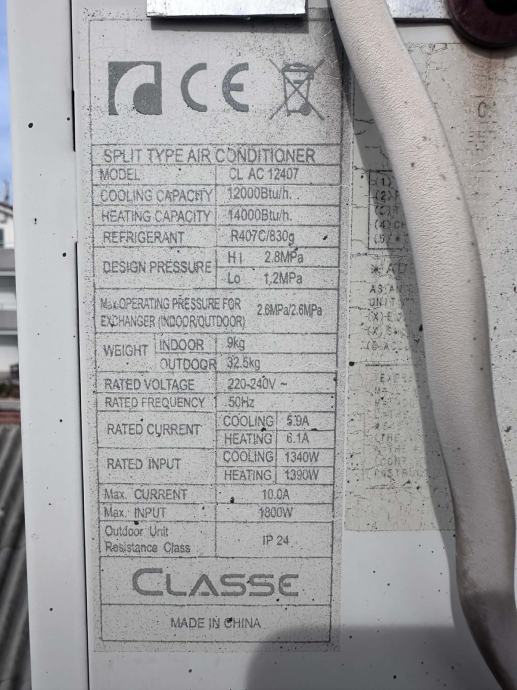 CE
SPLIT TYPE AIR CONDITIONER
MODEL CL AC 12407
COOLING CAPACITY 12000Btu/h.
HEATING CAPACITY 14000Btu/h.
REFRIGERANT R407C/830g
DESIGN PRESSURE Hi 2.8MPa
Lo 1,2MPa
Max.OPERATING PRESSURE FOR
EXCHANGER (INDOOR/OUTDOOR) 2.6MPa/2.6MPa
WEIGHT INDOOR 9kg
OUTDOOR 32.5kg
RATED VOLTAGE 220-240V ~
RATED FREQUENCY 50Hz
RATED CURRENT COOLING 5.9A
HEATING 6.1A
RATED INPUT COOLING 1340W
HEATING 1390W
Max. CURRENT 10.0A
Max. INPUT 1800W
Outdoor Unit
Resistance Class IP 24
CLASSE
MADE IN CHINA